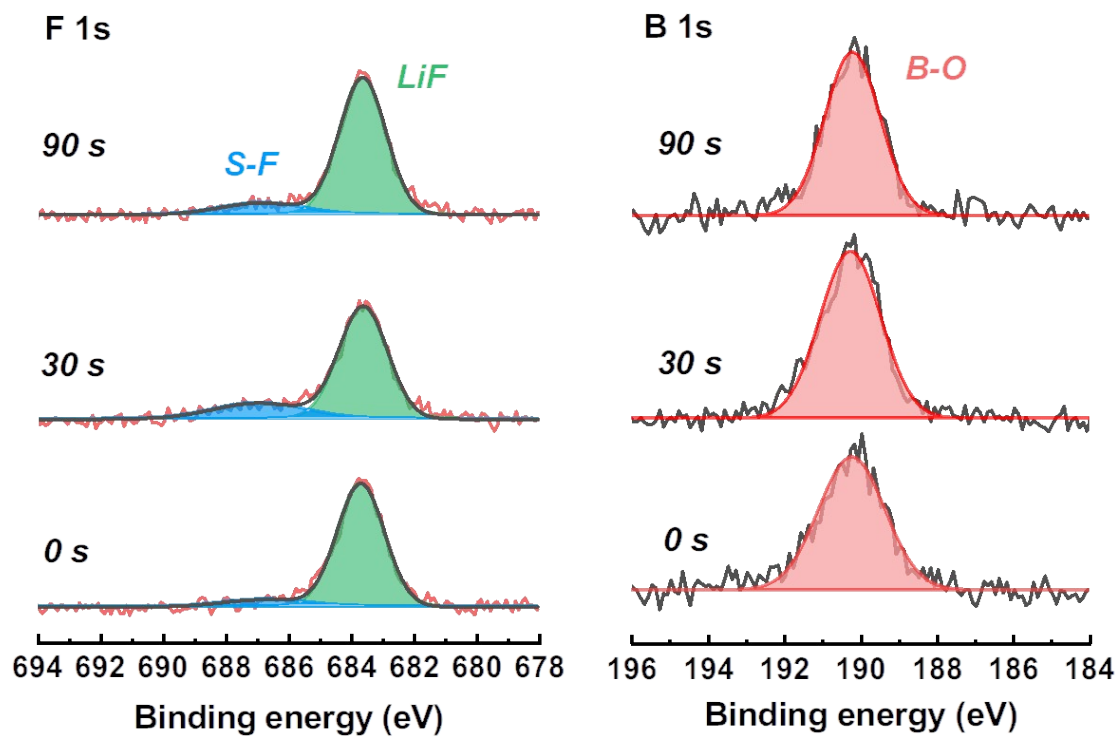 F 1s
LiF
90 s
S-F
30 s
0 s
694 692 690 688 686 684 682 680 678
Binding energy (eV)
B 1s
B-O
90 s
30 s
0 s
196 194 192 190 188 186 184
Binding energy (eV)